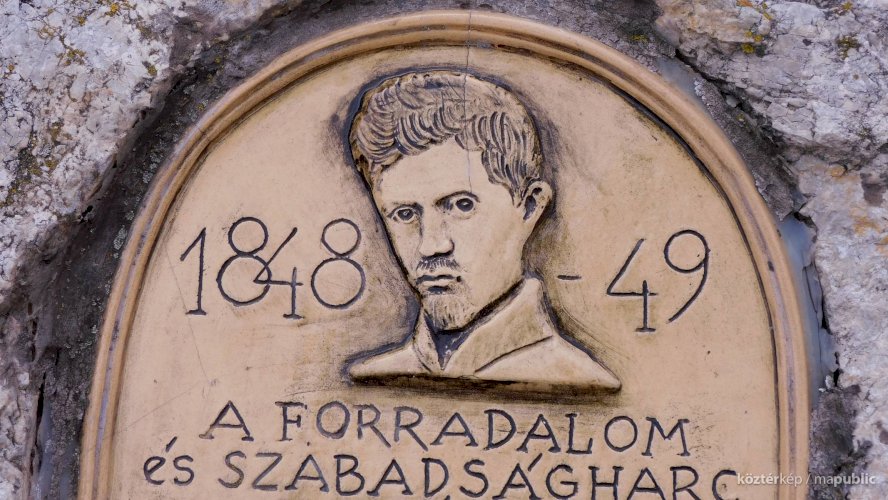 1848 - 49
A FORRADALOM
és SZABADSÁGHARC
köztérkép / mapublic